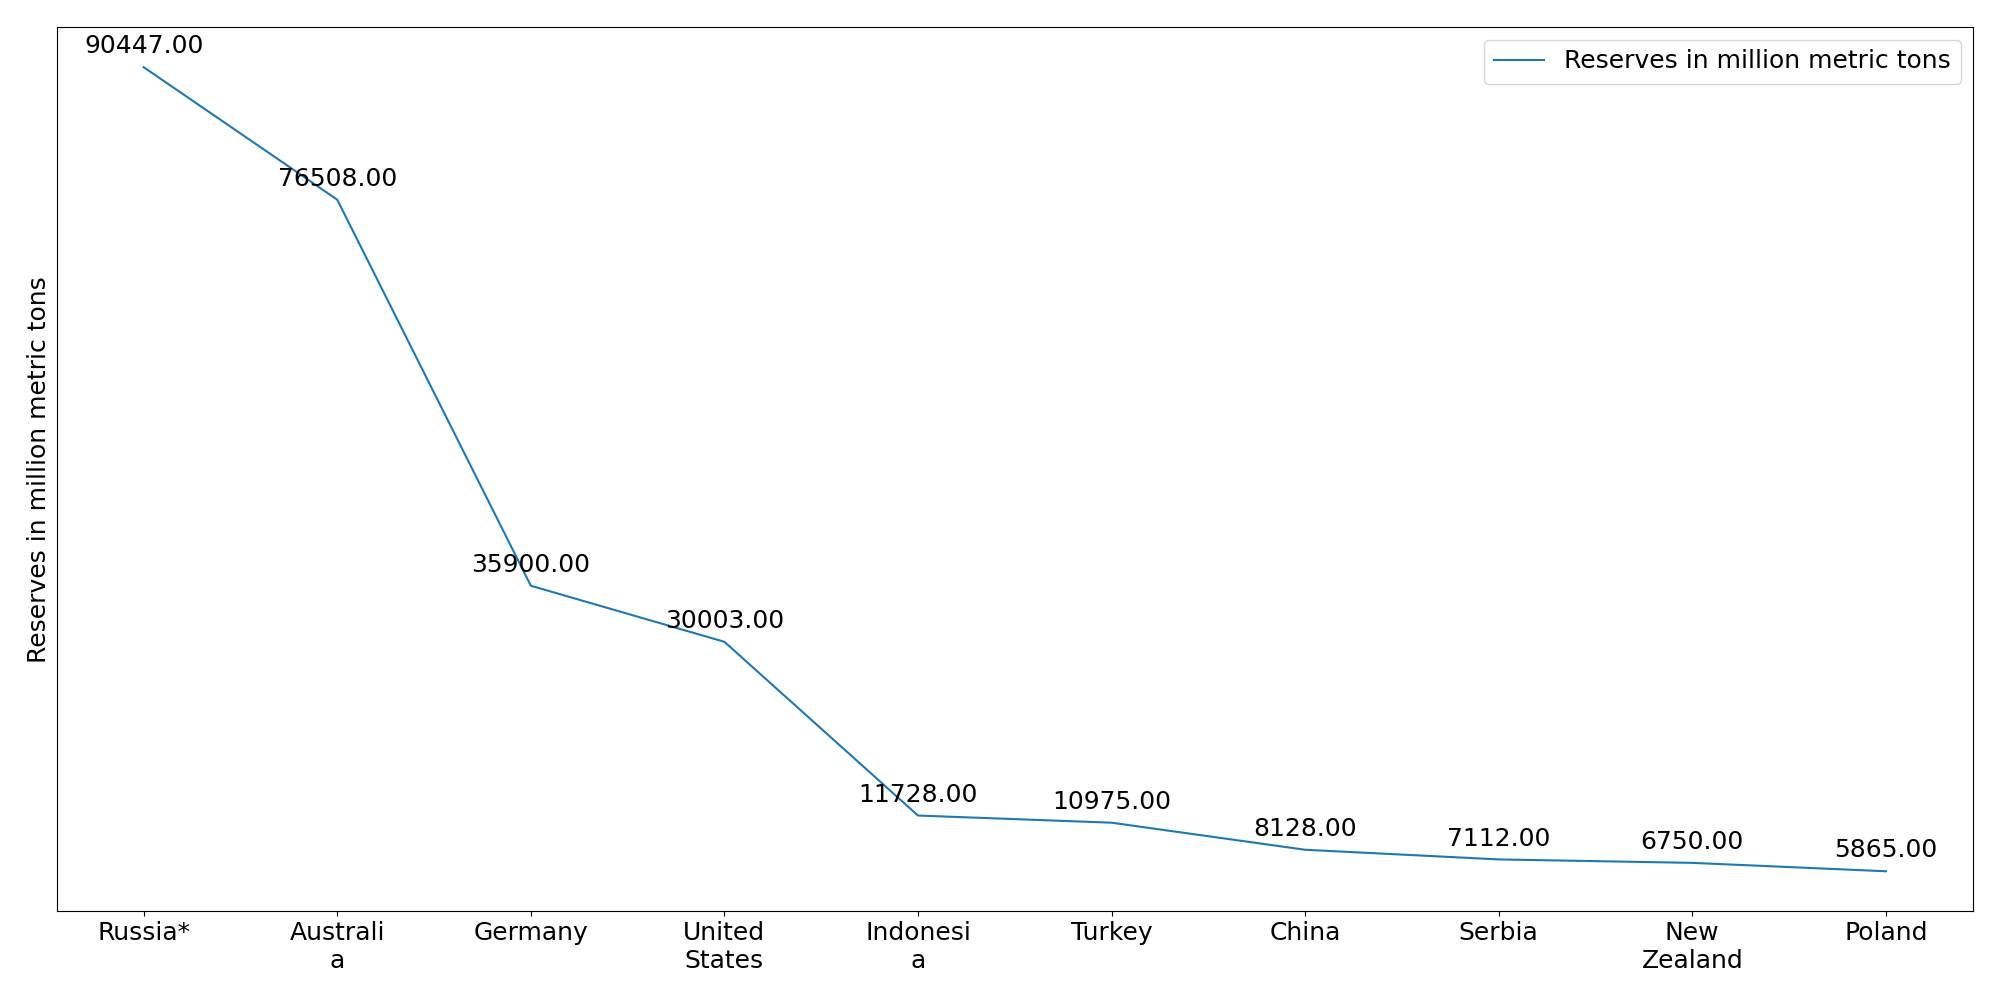 90447.00
76508.00
35900.00
30003.00
11728.00
10975.00
8128.00
7112.00
6750.00
5865.00
Reserves in million metric tons
Reserves in million metric tons
Russia*
Australi
a
Germany
United
States
Indonesi
a
Turkey
China
Serbia
New
Zealand
Poland